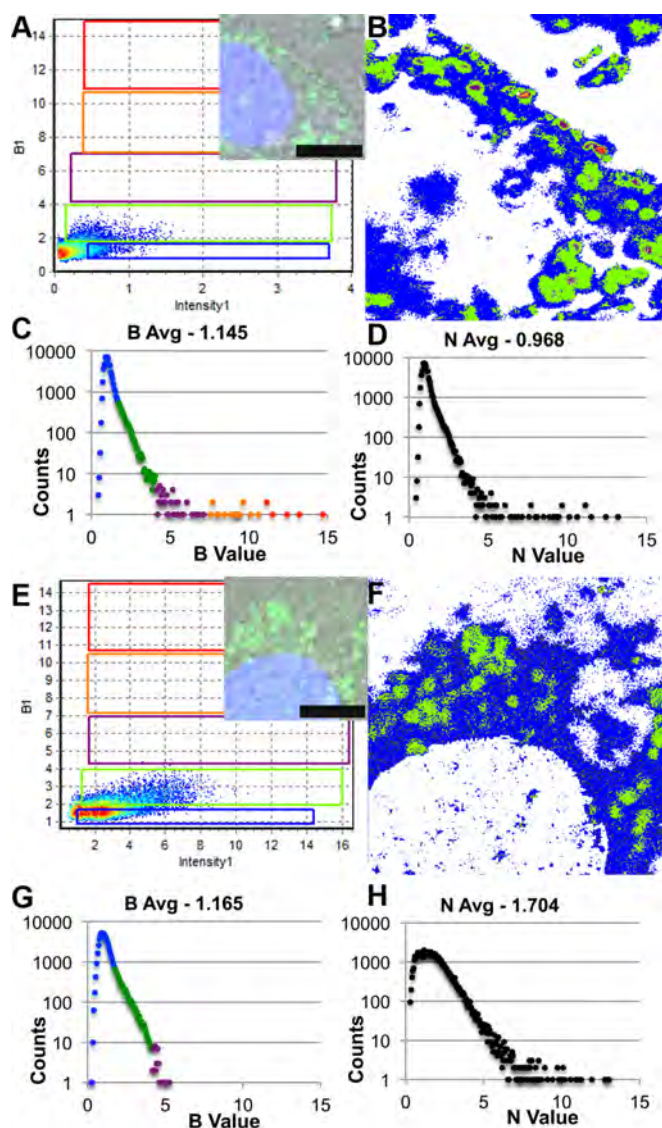 A
B
B1
14
12
10
8
6
4
2
0
0 1 2 3 4
Intensity1
C
B Avg - 1.145
D
N Avg - 0.968
Counts
10000
1000
100
10
1
0 5 10 15
B Value
Counts
10000
1000
100
10
1
0 5 10 15
N Value
E
F
B1
14
13
12
11
10
9
8
7
6
5
4
3
2
1
2 4 6 8 10 12 14 16
Intensity1
G
B Avg - 1.165
H
N Avg - 1.704
Counts
10000
1000
100
10
1
0 5 10 15
B Value
Counts
10000
1000
100
10
1
0 5 10 15
N Value